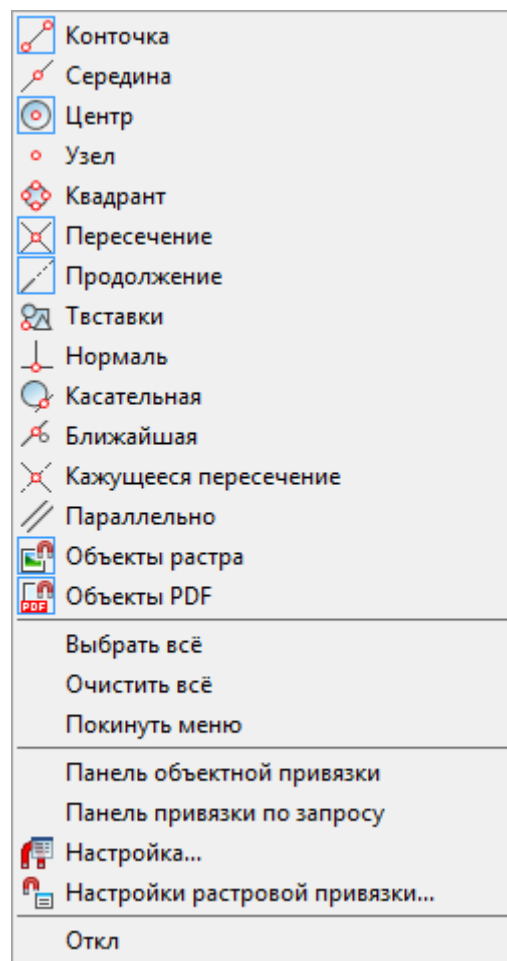 Конточка
Середина
Центр
Узел
Квадрант
Пересечение
Продолжение
Твставки
Нормаль
Касательная
Ближайшая
Кажущееся пересечение
Параллельно
Объекты растра
PDF Объекты PDF
Выбрать всё
Очистить всё
Покинуть меню
Панель объектной привязки
Панель привязки по запросу
Настройка...
Настройки растровой привязки...
Откл